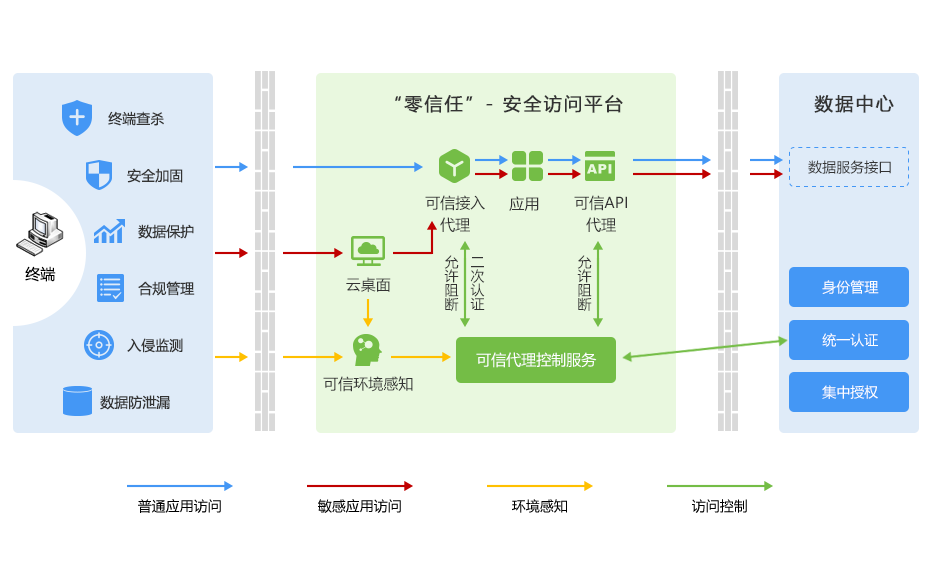 终端查杀
安全加固
数据保护
终端
合规管理
入侵监测
数据防泄漏
“零信任” - 安全访问平台
API
可信接入
代理
应用
可信API
代理
云桌面
允许阻断
二次认证
允许阻断
可信环境感知
可信代理控制服务
数据中心
数据服务接口
身份管理
统一认证
集中授权
普通应用访问
敏感应用访问
环境感知
访问控制